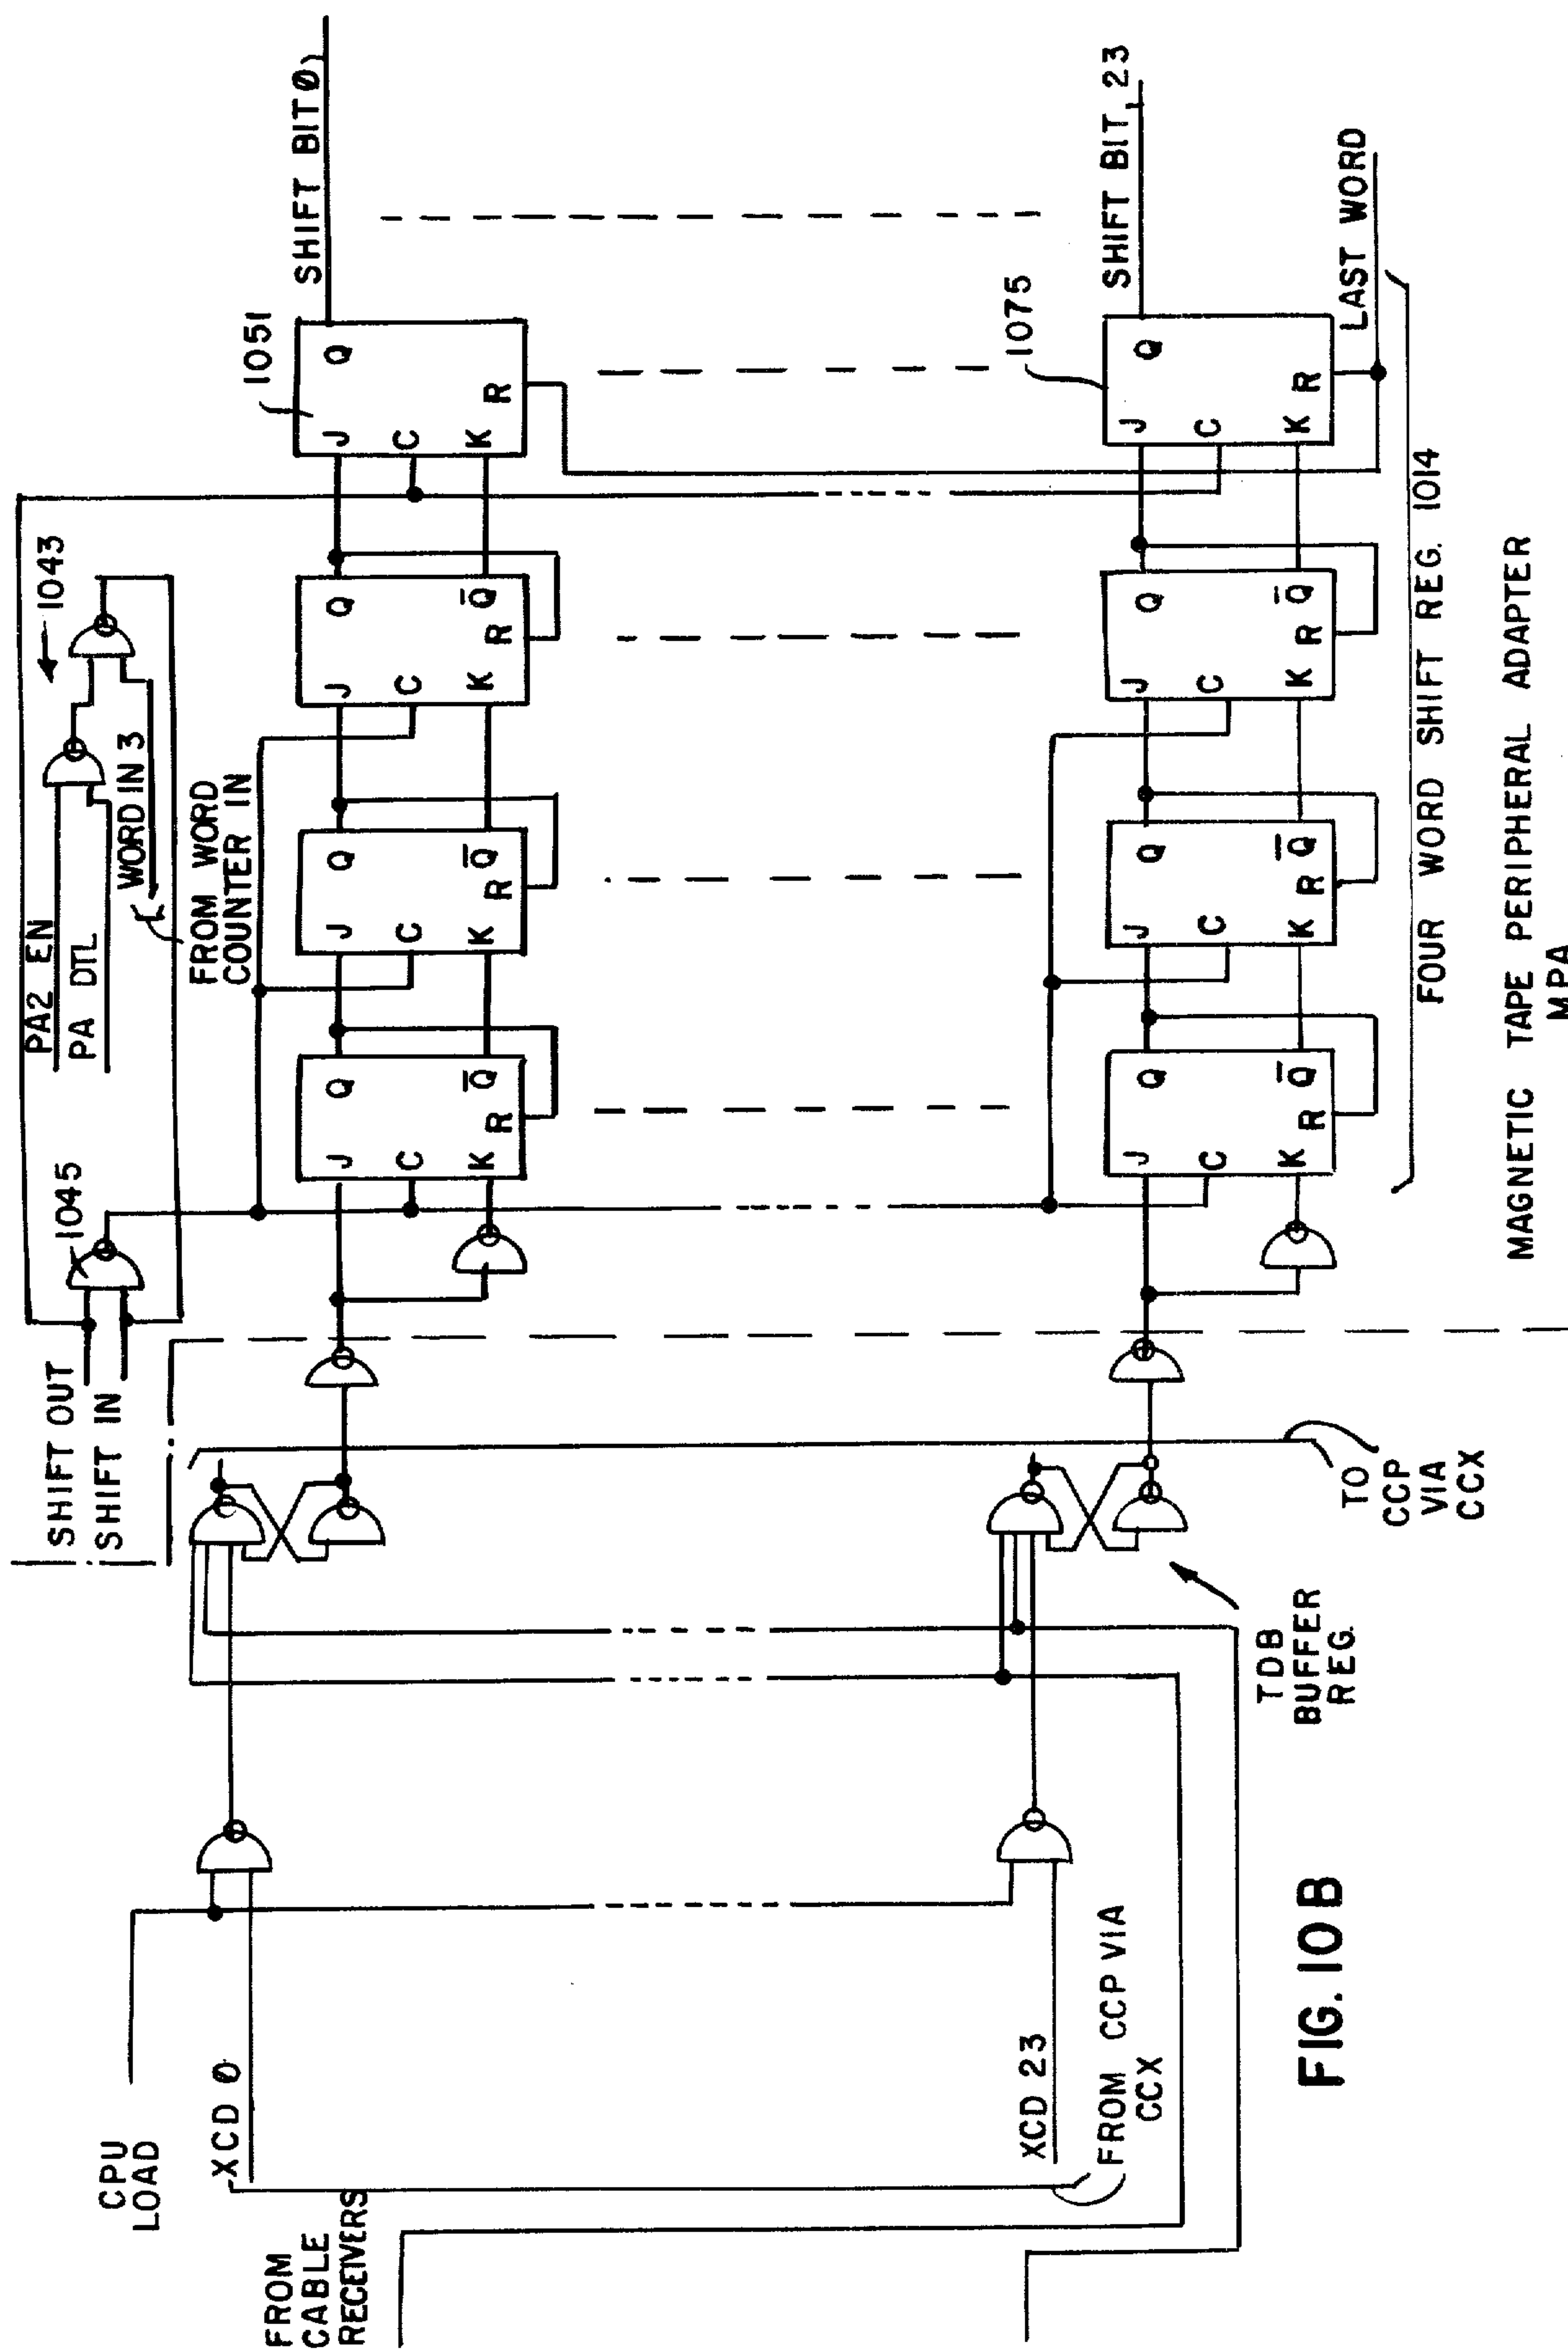 SHIFT OUT
SHIFT IN
1045
PA2 EN
PA DTL
WORD IN 3
1043
FROM WORD
COUNTER IN
CPU
LOAD
XCD 0
FROM
CABLE
RECEIVERS
J
C
K
Q
Q̅
R
J
C
K
Q
Q̅
R
J
C
K
Q
Q̅
R
J
C
K
Q
R
1051
SHIFT BIT 0
XCD 23
FROM CCP VIA
CCX
J
C
K
Q
Q̅
R
J
C
K
Q
Q̅
R
J
C
K
Q
Q̅
R
J
C
K
Q
R
1075
SHIFT BIT 23
LAST WORD
TDB
BUFFER
REG.
TO
CCP
VIA
CCX
FOUR WORD SHIFT REG. 1014
MAGNETIC TAPE PERIPHERAL ADAPTER
MPA
FIG. 10B